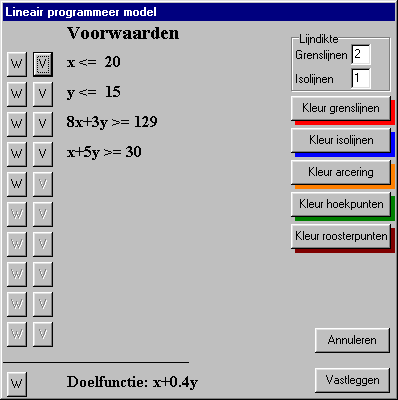 Lineair programmeer model
Voorwaarden
W V x <= 20
W V y <= 15
W V 8x+3y >= 129
W V x+5y >= 30
W V
W V
W V
W V
W V
W V
Lijndikte
Grenslijnen 2
Isolijnen 1
Kleur grenslijnen
Kleur isolijnen
Kleur arcering
Kleur hoekpunten
Kleur roosterpunten
Annuleren
W Doelfunctie: x+0.4y
Vastleggen